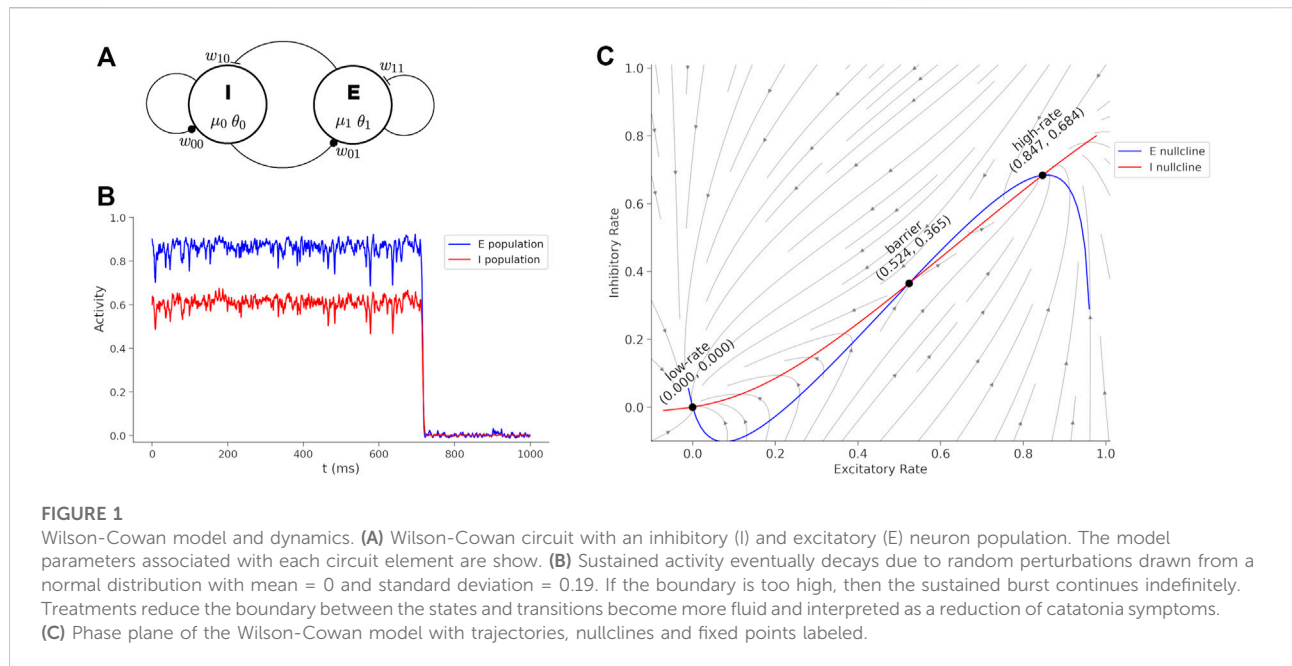 A
w₁₀
w₁₁
I
E
μ₀ θ₀
μ₁ θ₁
w₀₀
w₀₁
B
1.0
0.8
0.6
0.4
0.2
0.0
Activity
E population
I population
0
200
400
600
800
1000
t (ms)
C
1.0
0.8
0.6
0.4
0.2
0.0
Inhibitory Rate
high-rate
(0.847, 0.684)
barrier
(0.524, 0.365)
low-rate
(0.000, 0.000)
E nullcline
I nullcline
0.0
0.2
0.4
0.6
0.8
1.0
Excitatory Rate
FIGURE 1
Wilson-Cowan model and dynamics. (A) Wilson-Cowan circuit with an inhibitory (I) and excitatory (E) neuron population. The model
parameters associated with each circuit element are show. (B) Sustained activity eventually decays due to random perturbations drawn from a
normal distribution with mean = 0 and standard deviation = 0.19. If the boundary is too high, then the sustained burst continues indefinitely.
Treatments reduce the boundary between the states and transitions become more fluid and interpreted as a reduction of catatonia symptoms.
(C) Phase plane of the Wilson-Cowan model with trajectories, nullclines and fixed points labeled.